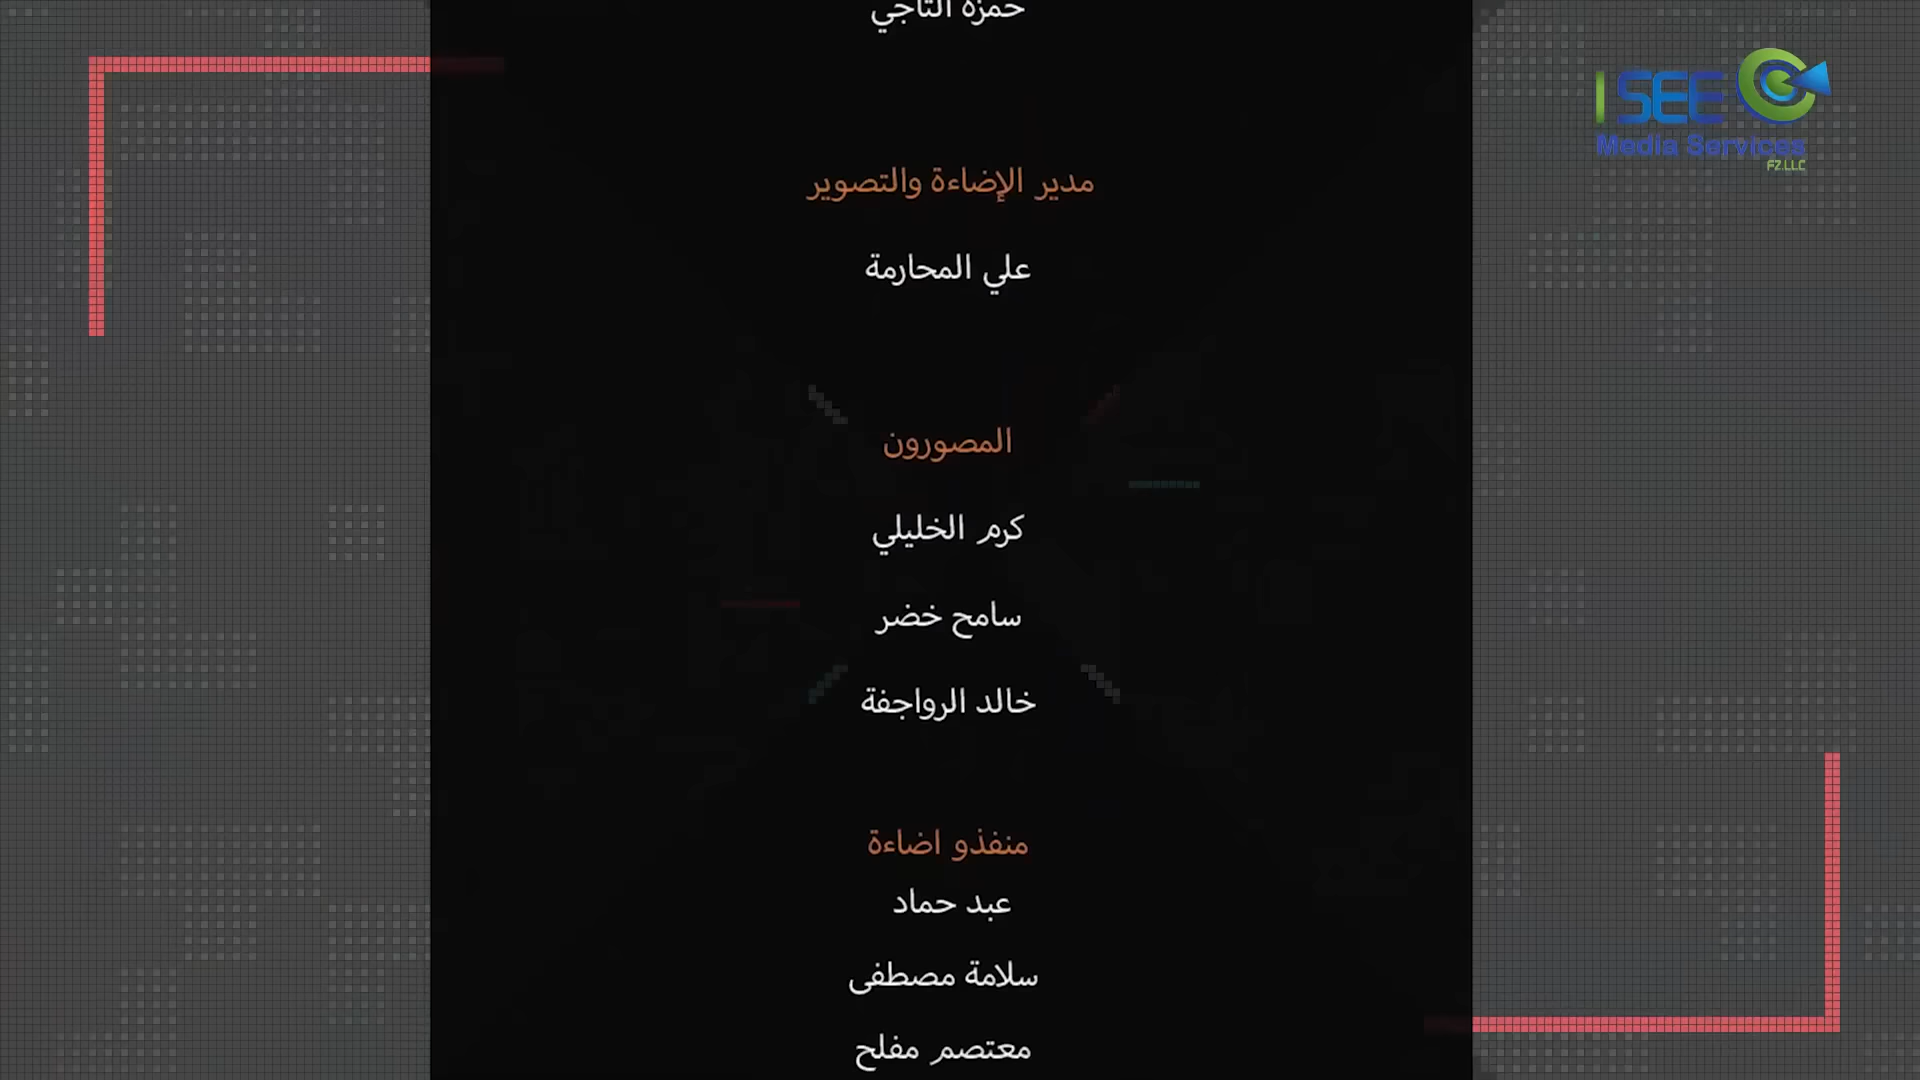 حمزة التاجي
I SEE
Media Services
FZ.LLC
مدير الإضاءة والتصوير
علي المحارمة
المصورون
كرم الخليلي
سامح خضر
خالد الرواجفة
منفذو اضاءة
عبد حماد
سلامة مصطفى
معتصم مفلح